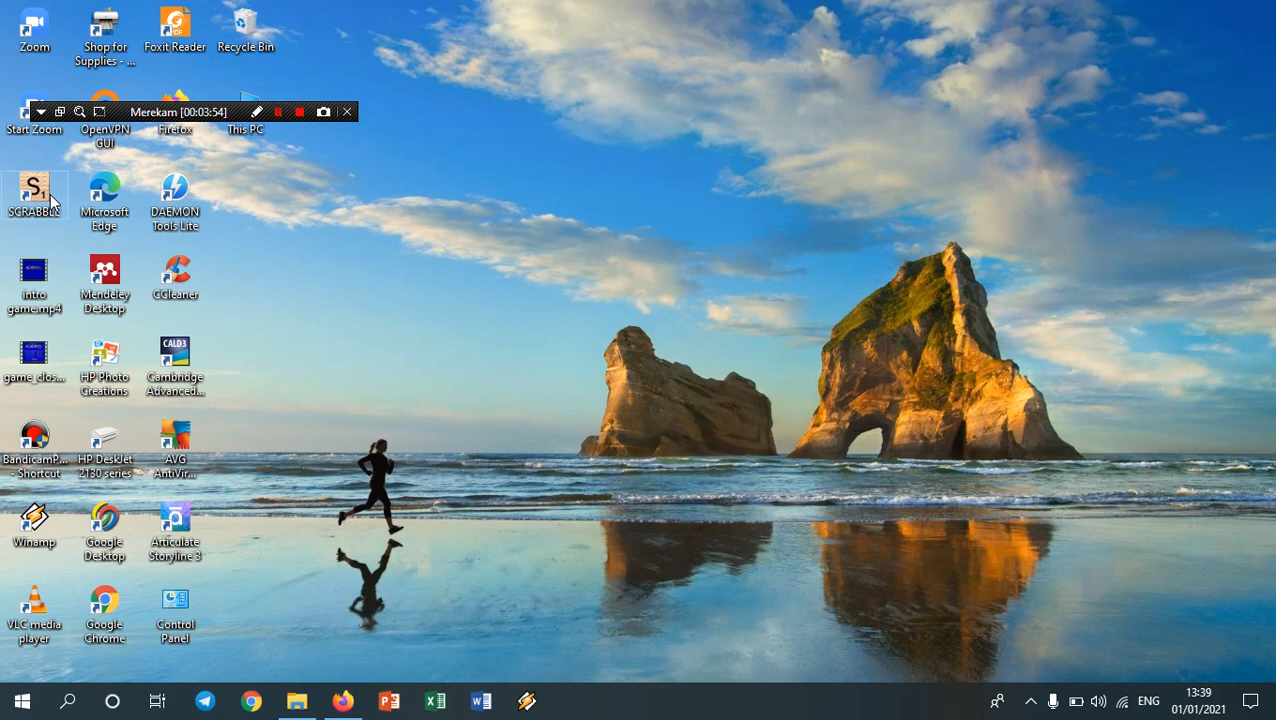 Zoom
Shop for
Supplies - ...
Foxit Reader
Recycle Bin
Merekam [00:03:54]
Start Zoom
OpenVPN
GUI
Firefox
This PC
SCRABBLE
Microsoft
Edge
DAEMON
Tools Lite
intro
game.mp4
Mendeley
Desktop
CCleaner
game_clos...
HP Photo
Creations
CALD3
Cambridge
Advanced...
BandicamP...
- Shortcut
HP DeskJet
2130 series
AVG
AntiVir...
Winamp
Google
Desktop
Articulate
Storyline 3
VLC media
player
Google
Chrome
Control
Panel
ENG
13:39
01/01/2021